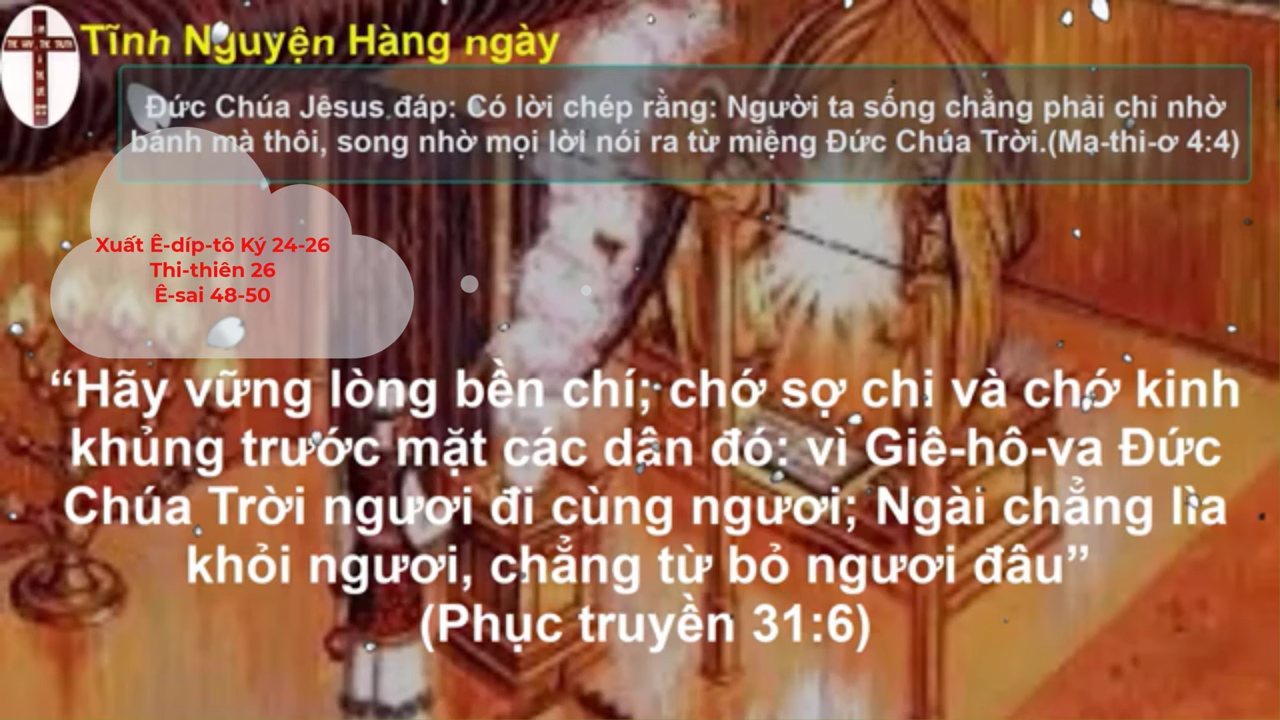 Tĩnh Nguyện Hàng ngày
Đức Chúa Jêsus đáp: Có lời chép rằng: Người ta sống chẳng phải chỉ nhờ
bánh mà thôi, song nhờ mọi lời nói ra từ miệng Đức Chúa Trời.(Ma-thi-ơ 4:4)
Xuất Ê-díp-tô Ký 24-26
Thi-thiên 26
Ê-sai 48-50
“Hãy vững lòng bền chí; chớ sợ chi và chớ kinh
khủng trước mặt các dân đó: vì Giê-hô-va Đức
Chúa Trời ngươi đi cùng ngươi; Ngài chẳng lìa
khỏi ngươi, chẳng từ bỏ ngươi đâu”
(Phục truyền 31:6)